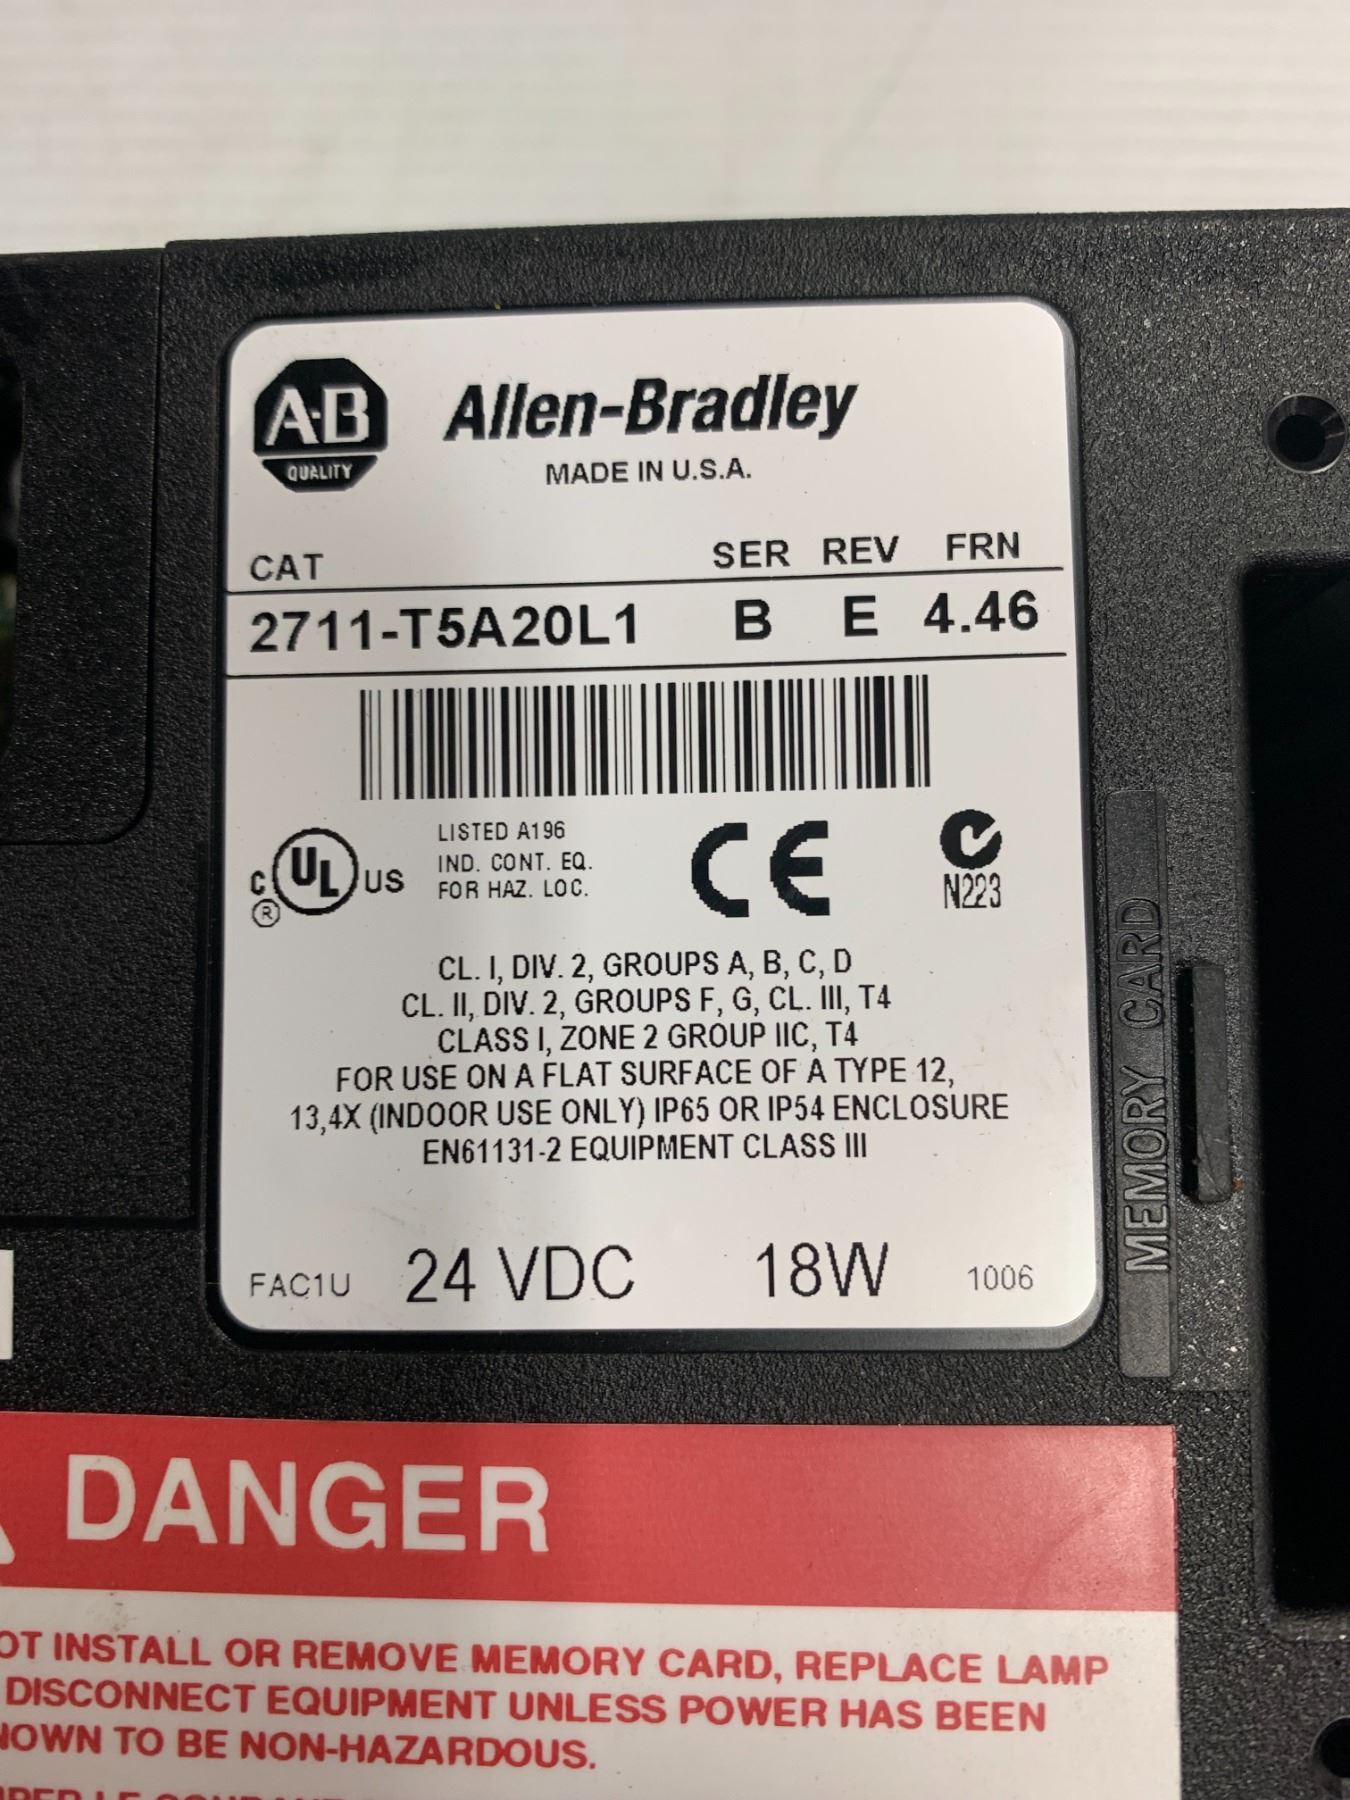 A-B
QUALITY
Allen-Bradley
MADE IN U.S.A.
CAT SER REV FRN
2711-T5A20L1 B E 4.46
C UL US
®
LISTED A196
IND. CONT. EQ.
FOR HAZ. LOC.
CE
N223
CL. I, DIV. 2, GROUPS A, B, C, D
CL. II, DIV. 2, GROUPS F, G, CL. III, T4
CLASS I, ZONE 2 GROUP IIC, T4
FOR USE ON A FLAT SURFACE OF A TYPE 12,
13,4X (INDOOR USE ONLY) IP65 OR IP54 ENCLOSURE
EN61131-2 EQUIPMENT CLASS III
FAC1U 24 VDC 18W 1006
MEMORY CARD
DANGER
OT INSTALL OR REMOVE MEMORY CARD, REPLACE LAMP
DISCONNECT EQUIPMENT UNLESS POWER HAS BEEN
NOWN TO BE NON-HAZARDOUS.